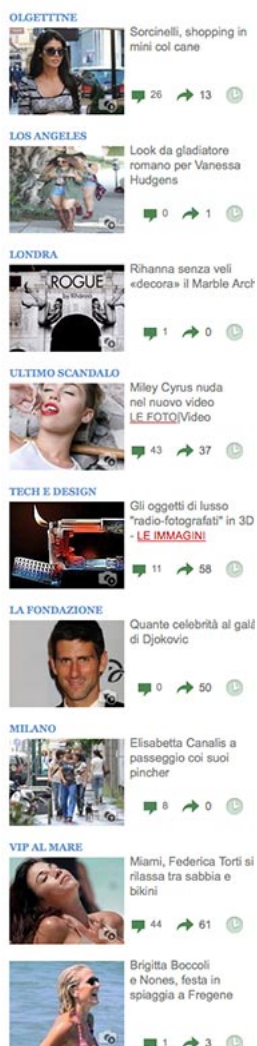 OLGETTINE
Sorcinelli, shopping in
mini col cane
26 13
LOS ANGELES
Look da gladiatore
romano per Vanessa
Hudgens
0 1
LONDRA
ROGUE
by Rihanna
Rihanna senza veli
«decora» il Marble Arch
1 0
ULTIMO SCANDALO
Miley Cyrus nuda
nel nuovo video
LE FOTO|Video
43 37
TECH E DESIGN
Gli oggetti di lusso
"radio-fotografati" in 3D
- LE IMMAGINI
11 58
LA FONDAZIONE
Quante celebrità al galà
di Djokovic
0 50
MILANO
Elisabetta Canalis a
passeggio coi suoi
pincher
8 0
VIP AL MARE
Miami, Federica Torti si
rilassa tra sabbia e
bikini
44 61
Brigitta Boccoli
e Nones, festa in
spiaggia a Fregene
1 3